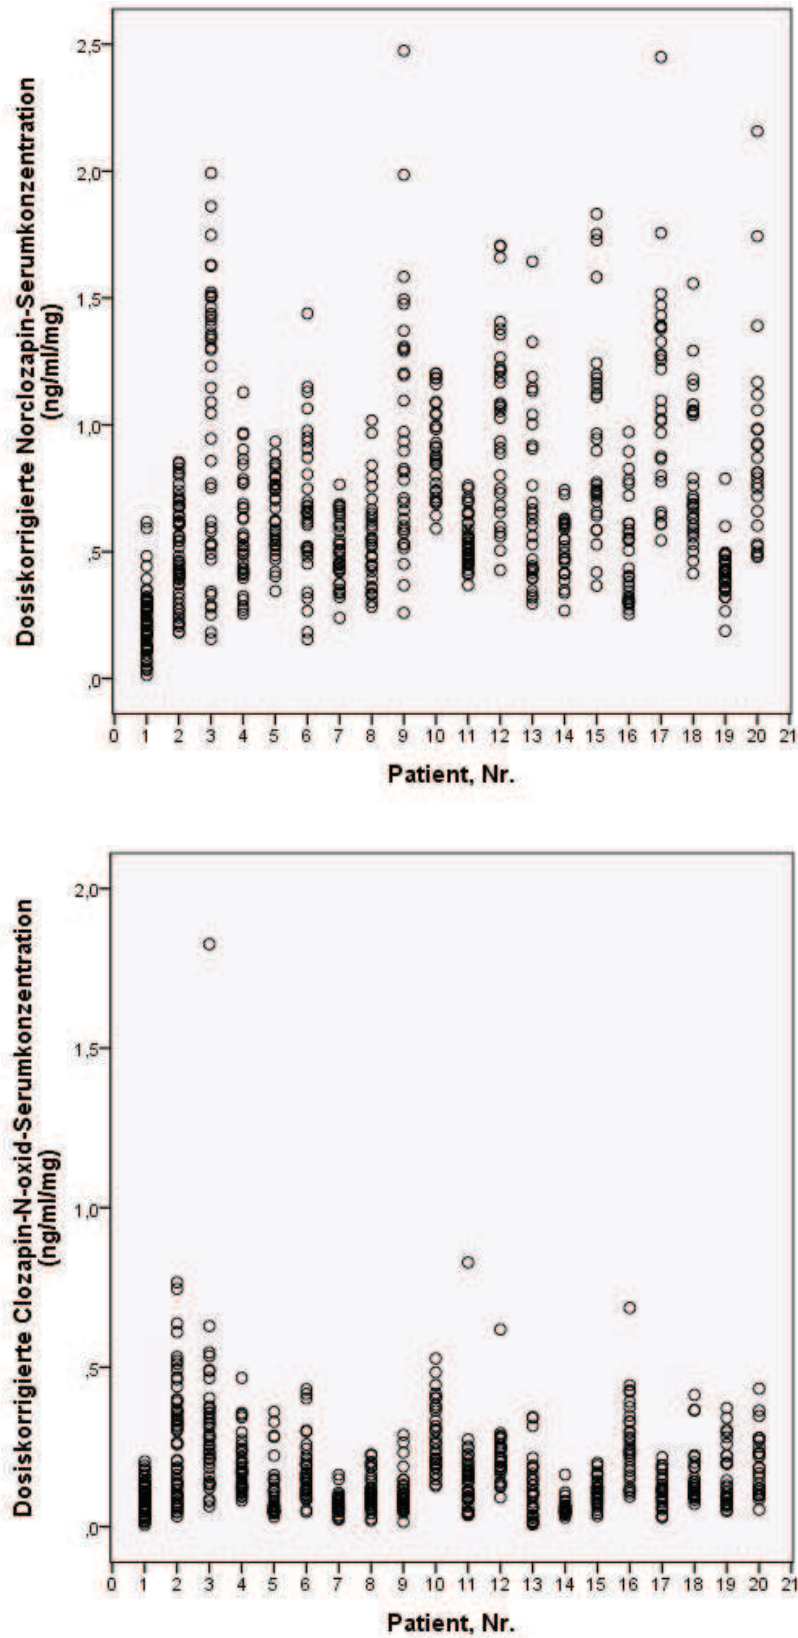 Dosiskorrigierte Norclozapin-Serumkonzentration
(ng/ml/mg)
2,5
2,0
1,5
1,0
,5
,0
0 1 2 3 4 5 6 7 8 9 10 11 12 13 14 15 16 17 18 19 20 21
Patient, Nr.
Dosiskorrigierte Clozapin-N-oxid-Serumkonzentration
(ng/ml/mg)
2,0
1,5
1,0
,5
,0
0 1 2 3 4 5 6 7 8 9 10 11 12 13 14 15 16 17 18 19 20 21
Patient, Nr.